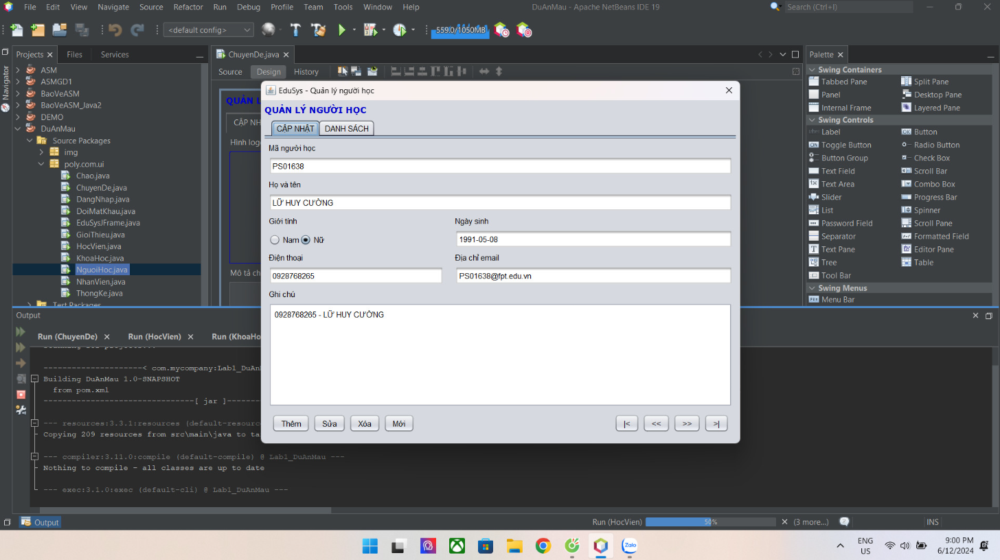 File Edit View Navigate Source Refactor Run Debug Profile Team Tools Window Help
DuAnMau - Apache NetBeans IDE 19
Search (Ctrl+I)
<default config>
559.0/1050MB
Projects Files Services
ChuyenDe.java
Palette
Navigator
ASM
ASMGD1
BaoVeASM
BaoVeASM_Java2
DEMO
DuAnMau
Source Packages
img
poly.com.ui
Chao.java
ChuyenDe.java
DangNhap.java
DoiMatKhau.java
EduSysJFrame.java
GioiThieu.java
HocVien.java
KhoaHoc.java
NguoiHoc.java
NhanVien.java
ThongKe.java
Test Packages
Source Design History
QUẢN L
CẬP NH
Hình log
Mô tả ch
EduSys - Quản lý người học
QUẢN LÝ NGƯỜI HỌC
CẬP NHẬT DANH SÁCH
Mã người học
PS01638
Họ và tên
LỮ HUY CƯỜNG
Giới tính Ngày sinh
Nam Nữ 1991-05-08
Điện thoại Địa chỉ email
0928768265 PS01638@fpt.edu.vn
Ghi chú
0928768265 - LỮ HUY CƯỜNG
Thêm Sửa Xóa Mới |< << >> >|
Swing Containers
Tabbed Pane Split Pane
Panel Desktop Pane
Internal Frame Layered Pane
Swing Controls
Label Button
Toggle Button Radio Button
Button Group Check Box
Text Field Scroll Bar
Text Area Combo Box
Slider Progress Bar
List Spinner
Password Field Scroll Pane
Separator Formatted Field
Text Pane Editor Pane
Tree Table
Tool Bar
Swing Menus
Menu Bar
Output
Run (ChuyenDe) Run (HocVien) Run (KhoaHo
---------------------< com.mycompany:Lab1_DuAn
Building DuAnMau 1.0-SNAPSHOT
from pom.xml
--------------------------------[ jar ]-------
--- resources:3.3.1:resources (default-resourc
Copying 209 resources from src\main\java to ta
--- compiler:3.11.0:compile (default-compile) @ Lab1_DuAnMau ---
Nothing to compile - all classes are up to date
--- exec:3.1.0:exec (default-cli) @ Lab1_DuAnMau ---
Output
Run (HocVien) 50% (3 more...) INS
Zalo
ENG
US
9:00 PM
6/12/2024